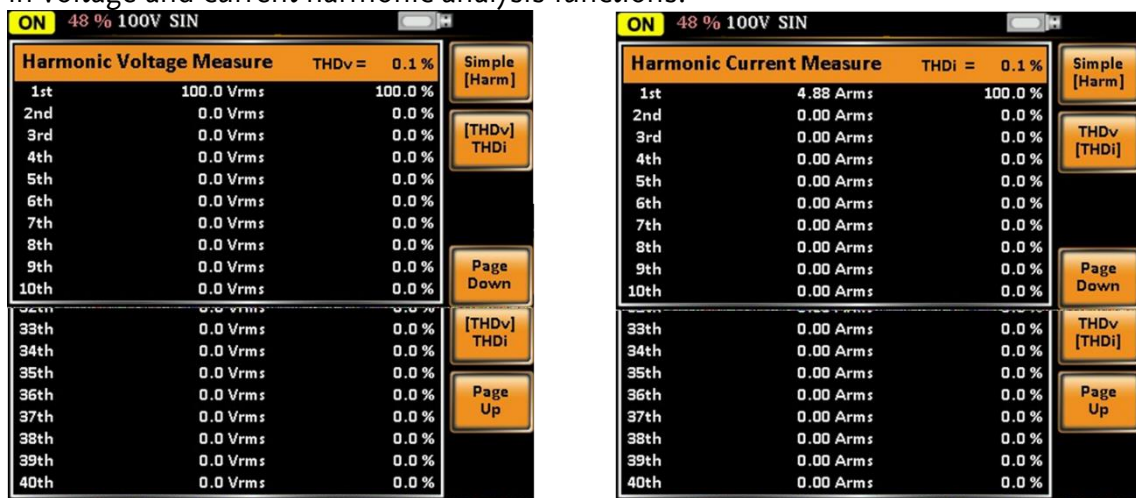 in voltage and current harmonic analysis functions.
ON 48 % 100V SIN
Harmonic Voltage Measure THDv = 0.1 %
1st 100.0 Vrms 100.0 %
2nd 0.0 Vrms 0.0 %
3rd 0.0 Vrms 0.0 %
4th 0.0 Vrms 0.0 %
5th 0.0 Vrms 0.0 %
6th 0.0 Vrms 0.0 %
7th 0.0 Vrms 0.0 %
8th 0.0 Vrms 0.0 %
9th 0.0 Vrms 0.0 %
10th 0.0 Vrms 0.0 %
33th 0.0 Vrms 0.0 %
34th 0.0 Vrms 0.0 %
35th 0.0 Vrms 0.0 %
36th 0.0 Vrms 0.0 %
37th 0.0 Vrms 0.0 %
38th 0.0 Vrms 0.0 %
39th 0.0 Vrms 0.0 %
40th 0.0 Vrms 0.0 %
Simple
[Harm]
[THDv]
THDi
Page
Down
[THDv]
THDi
Page
Up
ON 48 % 100V SIN
Harmonic Current Measure THDi = 0.1 %
1st 4.88 Arms 100.0 %
2nd 0.00 Arms 0.0 %
3rd 0.00 Arms 0.0 %
4th 0.00 Arms 0.0 %
5th 0.00 Arms 0.0 %
6th 0.00 Arms 0.0 %
7th 0.00 Arms 0.0 %
8th 0.00 Arms 0.0 %
9th 0.00 Arms 0.0 %
10th 0.00 Arms 0.0 %
33th 0.00 Arms 0.0 %
34th 0.00 Arms 0.0 %
35th 0.00 Arms 0.0 %
36th 0.00 Arms 0.0 %
37th 0.00 Arms 0.0 %
38th 0.00 Arms 0.0 %
39th 0.00 Arms 0.0 %
40th 0.00 Arms 0.0 %
Simple
[Harm]
THDv
[THDi]
Page
Down
THDv
[THDi]
Page
Up